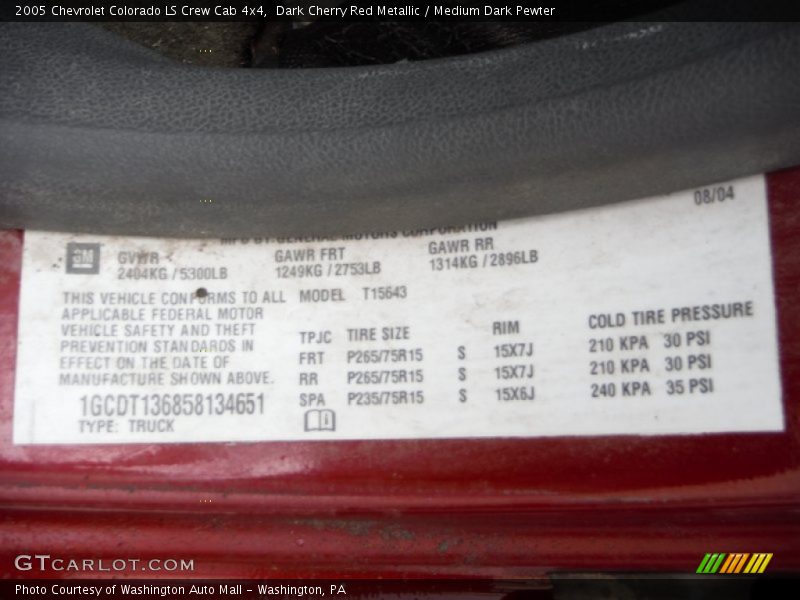 2005 Chevrolet Colorado LS Crew Cab 4x4,  Dark Cherry Red Metallic / Medium Dark Pewter
08/04
MFD BY GENERAL MOTORS CORPORATION
GM
GVWR GAWR FRT GAWR RR
2404KG / 5300LB 1249KG / 2753LB 1314KG / 2896LB
THIS VEHICLE CONFORMS TO ALL MODEL T15643
APPLICABLE FEDERAL MOTOR
VEHICLE SAFETY AND THEFT TPJC TIRE SIZE RIM COLD TIRE PRESSURE
PREVENTION STANDARDS IN FRT P265/75R15 S 15X7J 210 KPA 30 PSI
EFFECT ON THE DATE OF
MANUFACTURE SHOWN ABOVE. RR P265/75R15 S 15X7J 210 KPA 30 PSI
1GCDT136858134651 SPA P235/75R15 S 15X6J 240 KPA 35 PSI
TYPE: TRUCK
GTCARLOT.COM
Photo Courtesy of Washington Auto Mall - Washington, PA